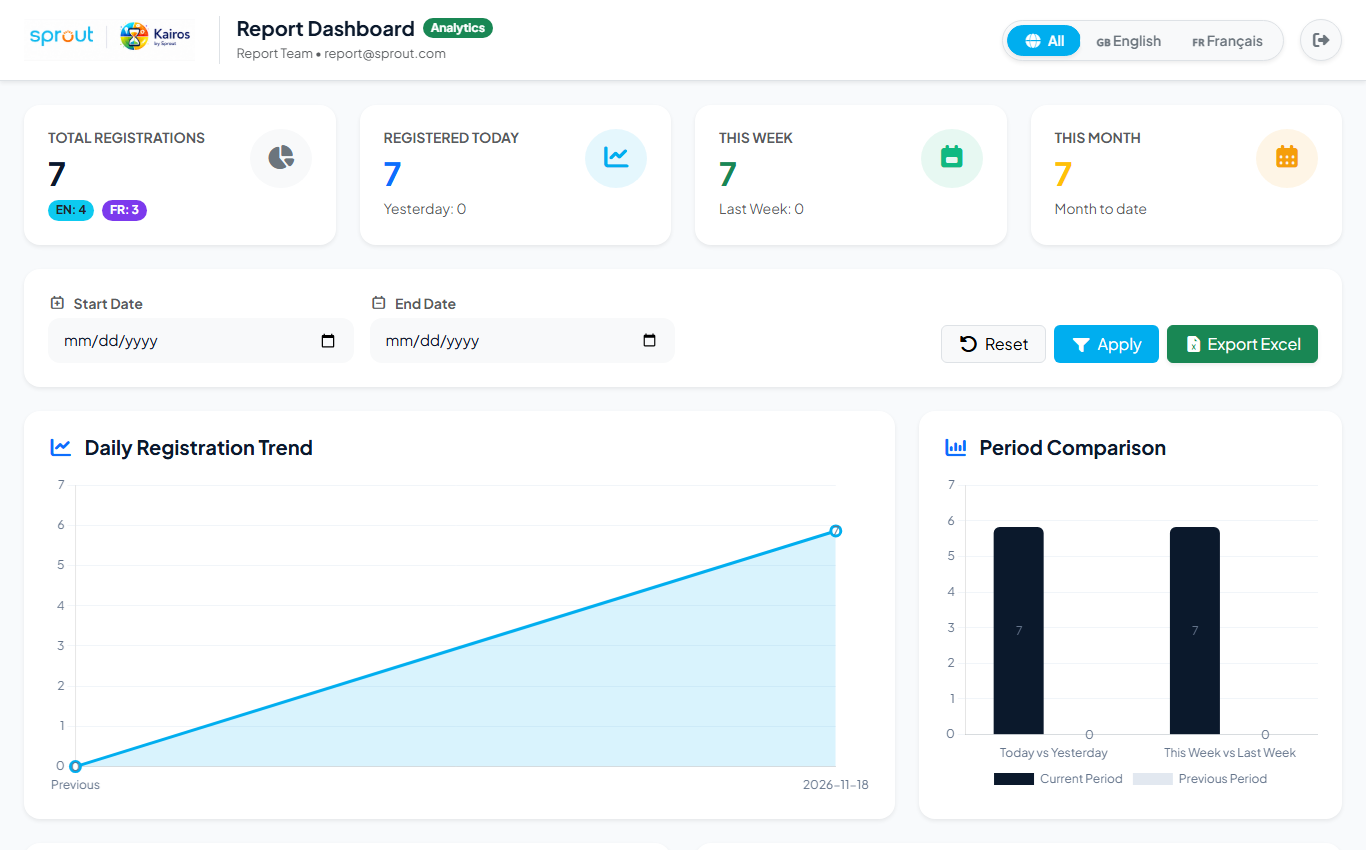 sprout
Kairos
by Sprout
Report Dashboard Analytics
Report Team • report@sprout.com
All
GB English
FR Français
TOTAL REGISTRATIONS
7
EN: 4 FR: 3
REGISTERED TODAY
7
Yesterday: 0
THIS WEEK
7
Last Week: 0
THIS MONTH
7
Month to date
Start Date
mm/dd/yyyy
End Date
mm/dd/yyyy
Reset
Apply
Export Excel
Daily Registration Trend
7
6
5
4
3
2
1
0
7
Previous
2026-11-18
Period Comparison
7
6
5
4
3
2
1
0
7
0
7
0
Today vs Yesterday
This Week vs Last Week
Current Period
Previous Period